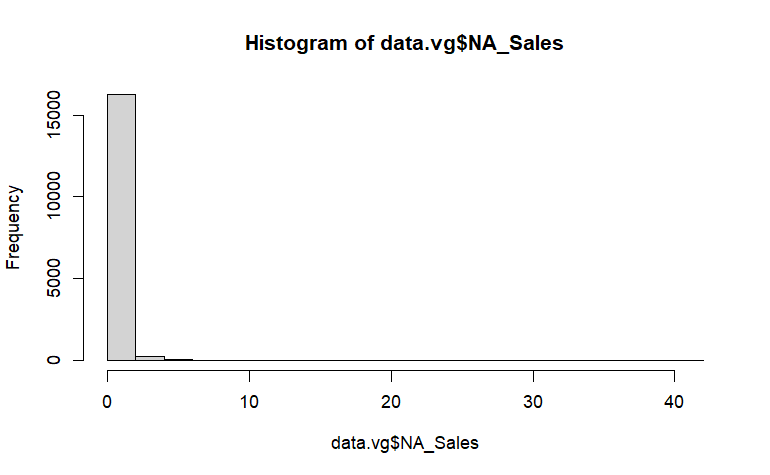 Histogram of data.vg$NA_Sales
Frequency
15000
10000
5000
0
0 10 20 30 40
data.vg$NA_Sales